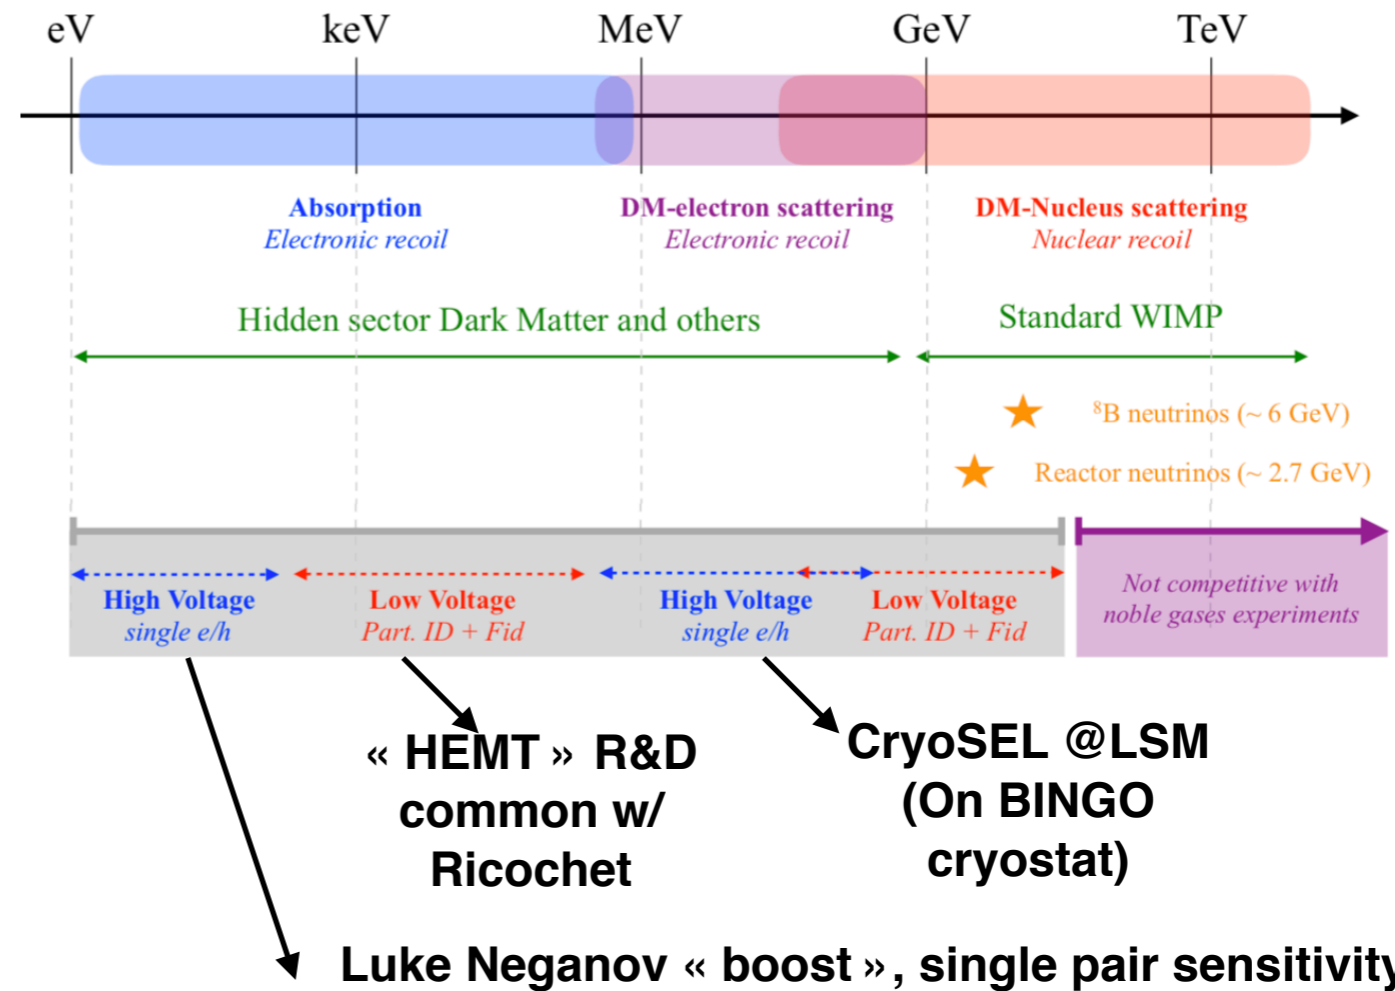 eV keV MeV GeV TeV
Absorption
Electronic recoil
DM-electron scattering
Electronic recoil
DM-Nucleus scattering
Nuclear recoil
Hidden sector Dark Matter and others
Standard WIMP
⁸B neutrinos (~ 6 GeV)
Reactor neutrinos (~ 2.7 GeV)
High Voltage
single e/h
Low Voltage
Part. ID + Fid
High Voltage
single e/h
Low Voltage
Part. ID + Fid
Not competitive with
noble gases experiments
« HEMT » R&D
common w/
Ricochet
CryoSEL @LSM
(On BINGO
cryostat)
Luke Neganov « boost », single pair sensitivity